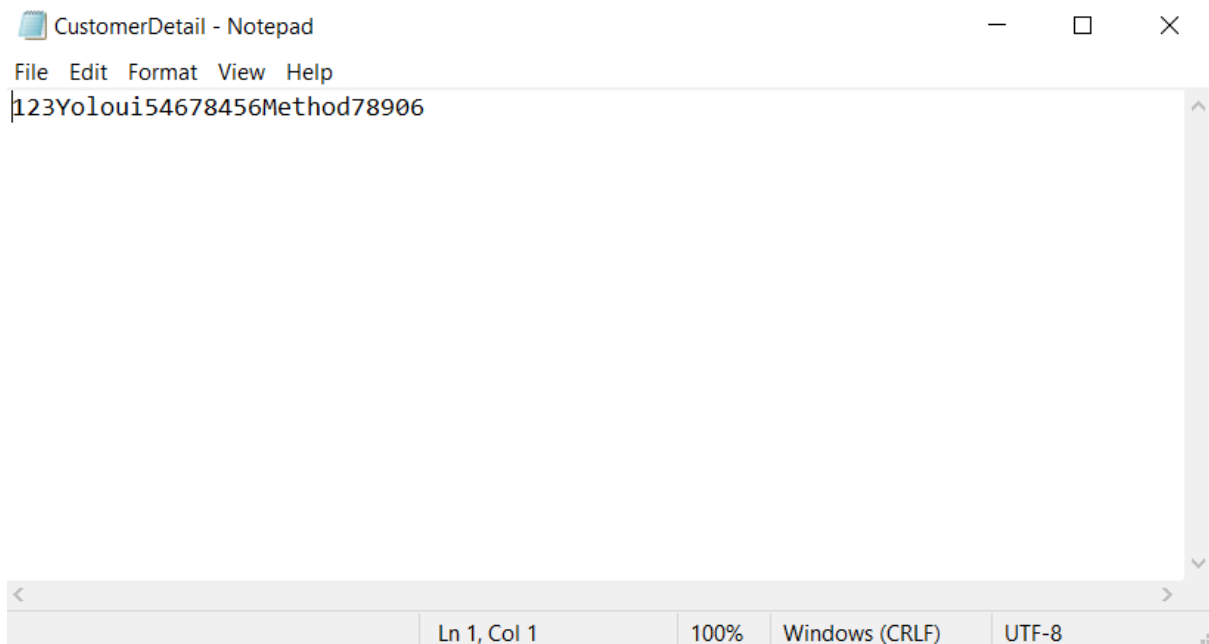 CustomerDetail - Notepad
File Edit Format View Help
123Yoloui54678456Method78906
Ln 1, Col 1 100% Windows (CRLF) UTF-8